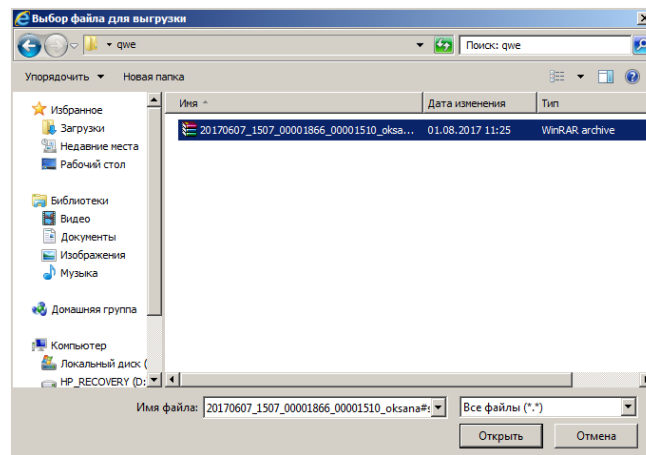 Выбор файла для выгрузки
qwe
Поиск: qwe
Упорядочить
Новая папка
Имя
Дата изменения
Тип
20170607_1507_00001866_00001510_oksa...
01.08.2017 11:25
WinRAR archive
Избранное
Загрузки
Недавние места
Рабочий стол
Библиотеки
Видео
Документы
Изображения
Музыка
Домашняя группа
Компьютер
Локальный диск (
HP_RECOVERY (D:
Имя файла:
20170607_1507_00001866_00001510_oksana#
Все файлы (*.*)
Открыть
Отмена